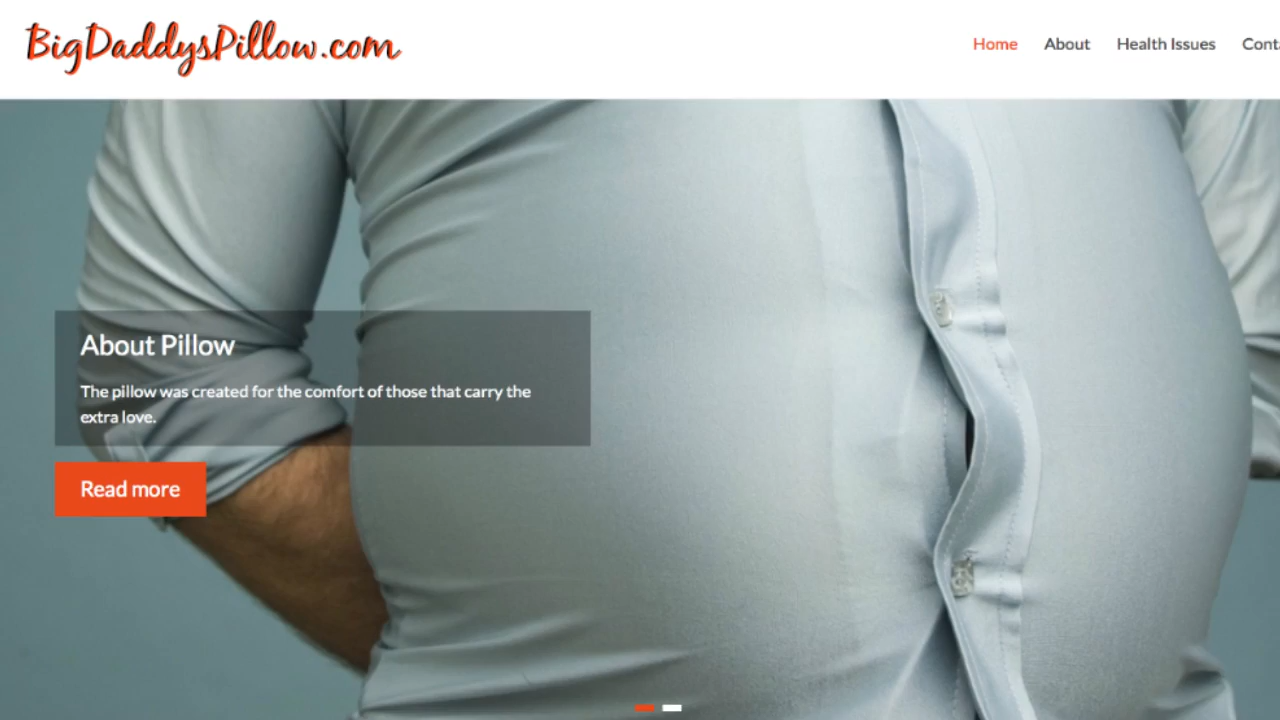 BigDaddysPillow.com
Home About Health Issues
About Pillow
The pillow was created for the comfort of those that carry the
extra love.
Read more